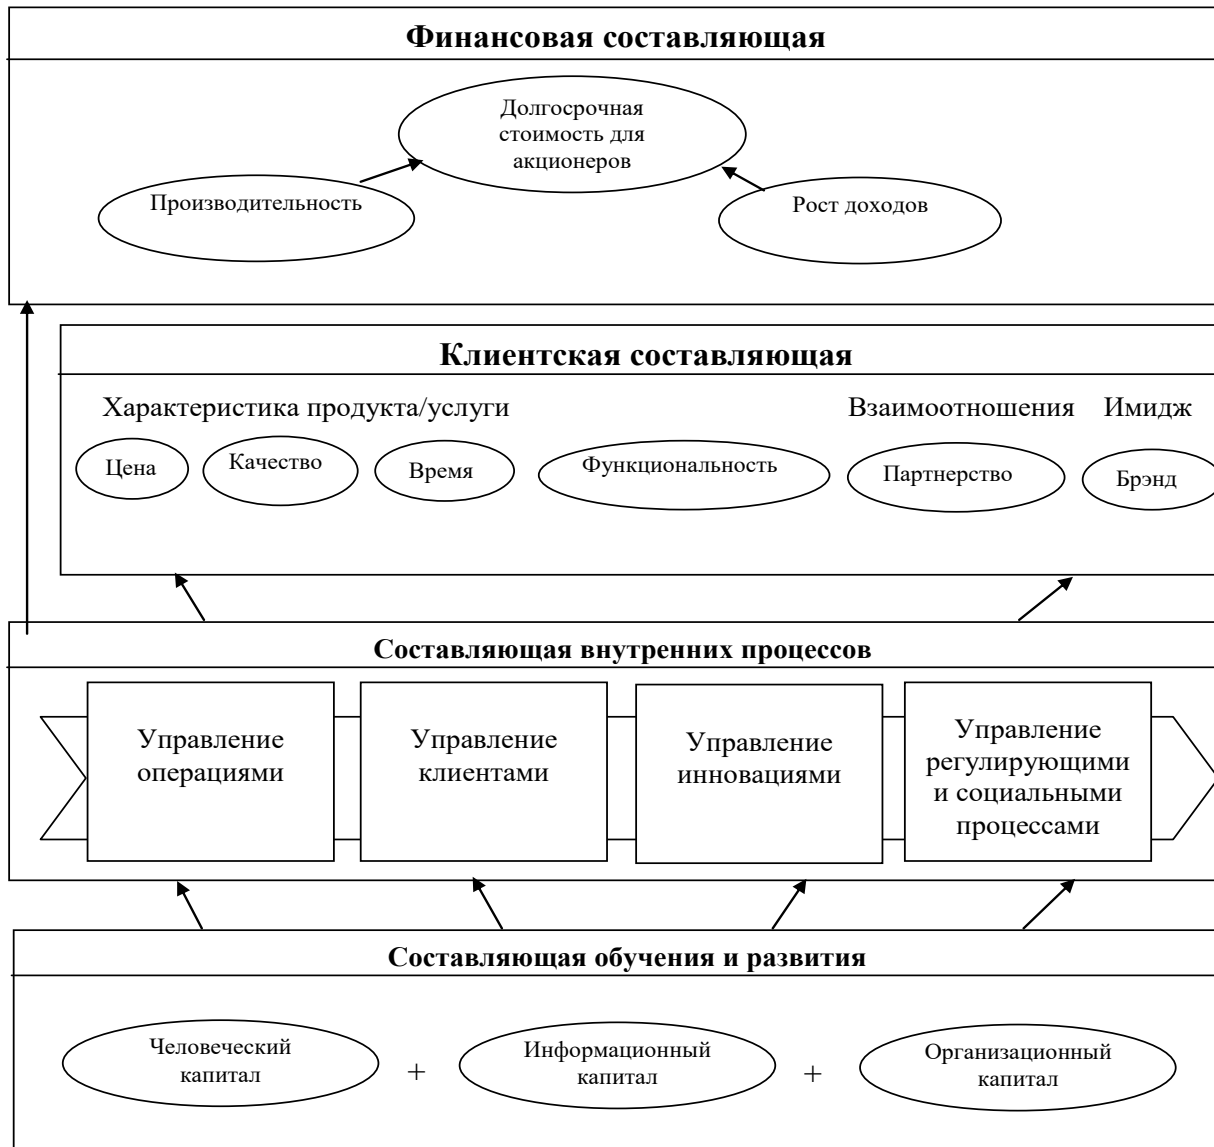 Финансовая составляющая
Долгосрочная
стоимость для
акционеров
Производительность
Рост доходов
Клиентская составляющая
Характеристика продукта/услуги
Взаимоотношения
Имидж
Цена
Качество
Время
Функциональность
Партнерство
Брэнд
Составляющая внутренних процессов
Управление
операциями
Управление
клиентами
Управление
инновациями
Управление
регулирующими
и социальными
процессами
Составляющая обучения и развития
Человеческий
капитал
+
Информационный
капитал
+
Организационный
капитал